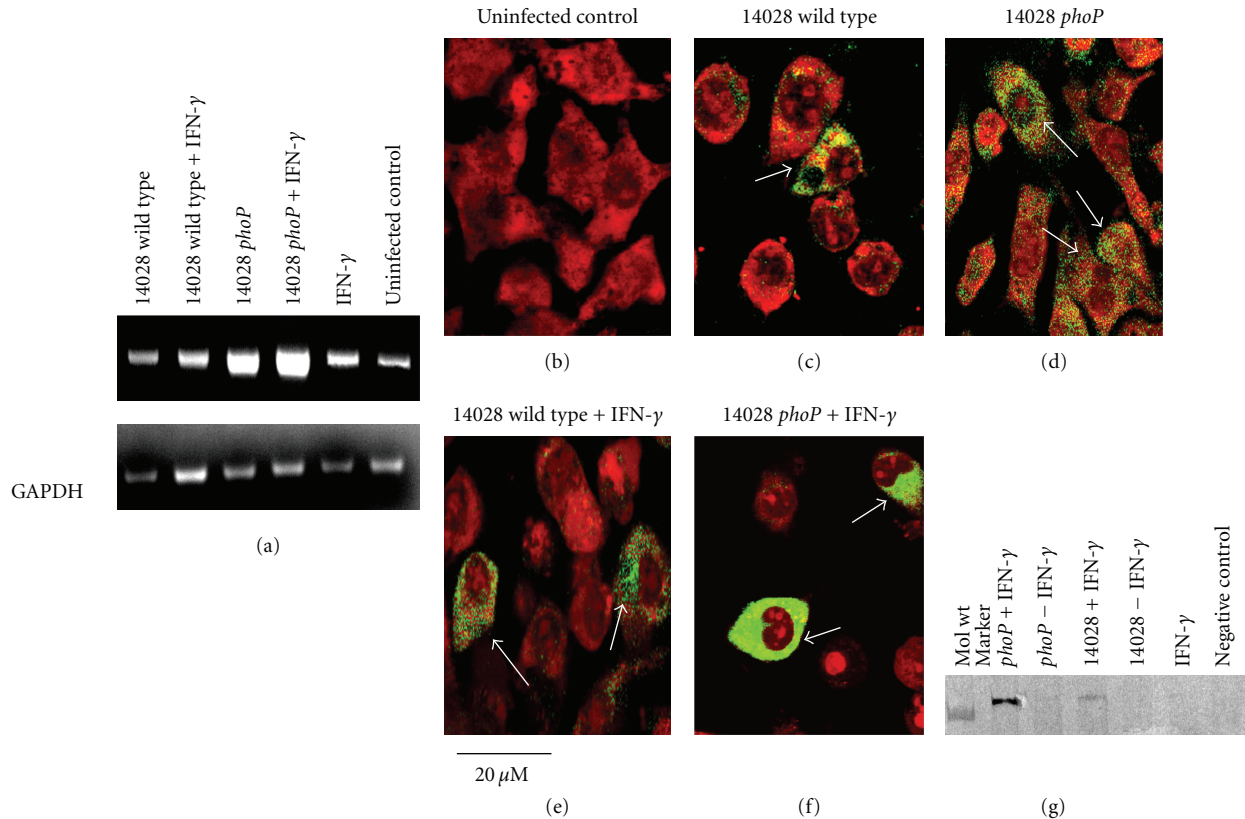 14028 wild type
14028 wild type + IFN-γ
14028 phoP
14028 phoP + IFN-γ
IFN-γ
Uninfected control
GAPDH
(a)
Uninfected control
(b)
14028 wild type
(c)
14028 phoP
(d)
14028 wild type + IFN-γ
20 μM
(e)
14028 phoP + IFN-γ
(f)
Mol wt
Marker
phoP + IFN-γ
phoP − IFN-γ
14028 + IFN-γ
14028 − IFN-γ
IFN-γ
Negative control
(g)